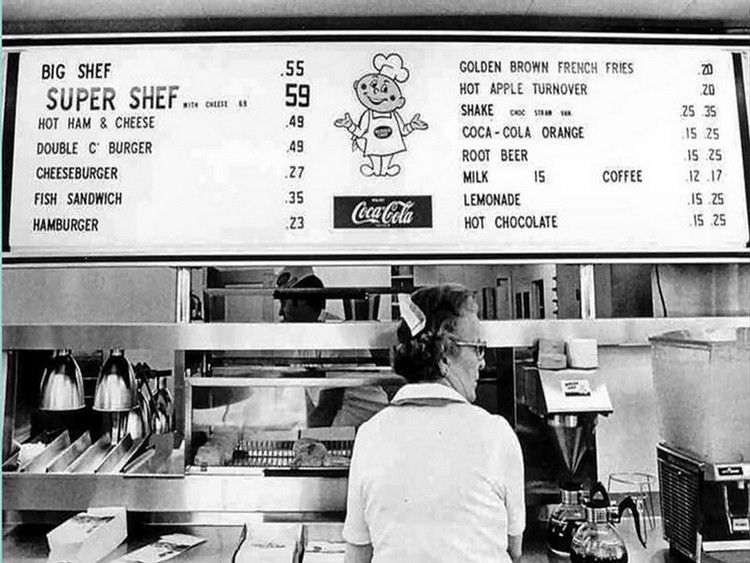 BIG SHEF .55
SUPER SHEF WITH CHEESE 69 59
HOT HAM & CHEESE .49
DOUBLE C' BURGER .49
CHEESEBURGER .27
FISH SANDWICH .35
HAMBURGER .23
Coca-Cola
GOLDEN BROWN FRENCH FRIES .20
HOT APPLE TURNOVER .20
SHAKE CHOC STRAW VAN .25 .35
COCA-COLA ORANGE .15 .25
ROOT BEER .15 .25
MILK 15 COFFEE .12 .17
LEMONADE .15 .25
HOT CHOCOLATE .15 .25